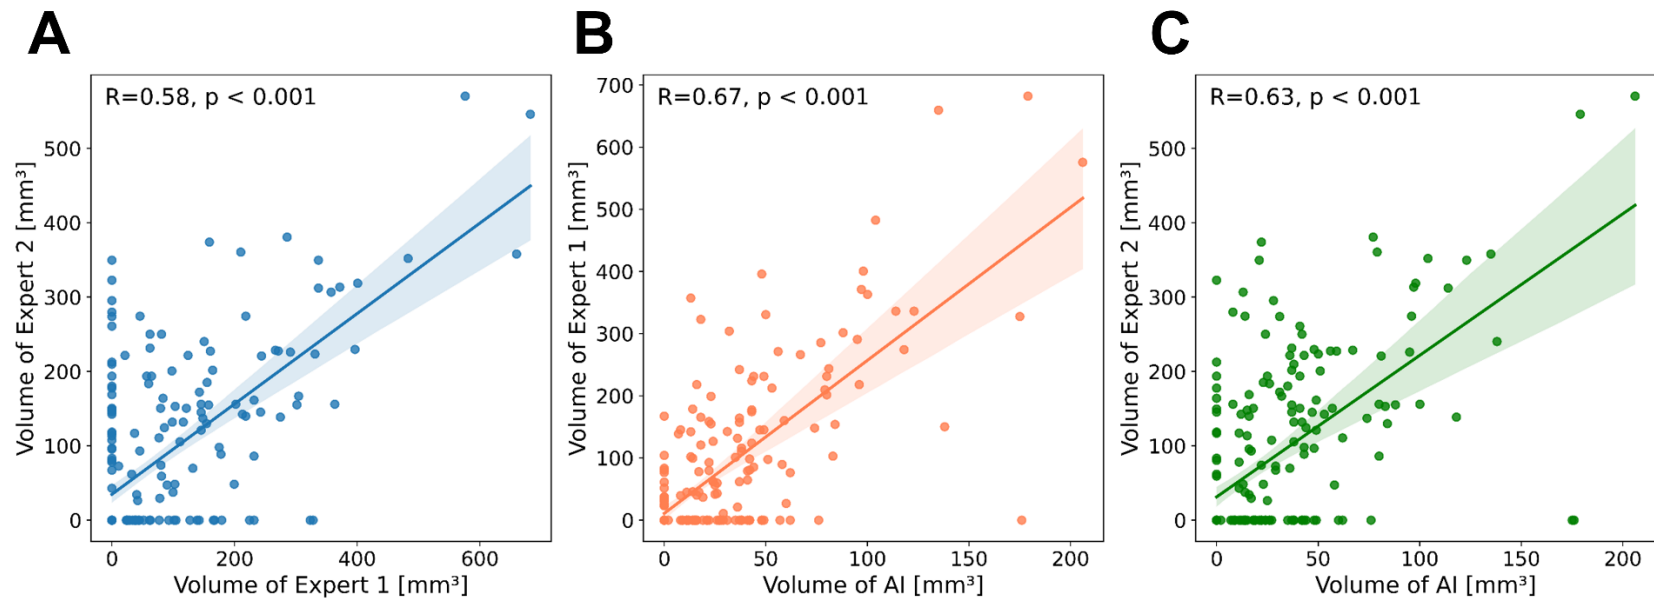 A
B
C
R=0.58, p < 0.001
Volume of Expert 2 [mm³]
500
400
300
200
100
0
0 200 400 600
Volume of Expert 1 [mm³]
R=0.67, p < 0.001
Volume of Expert 1 [mm³]
700
600
500
400
300
200
100
0
0 50 100 150 200
Volume of AI [mm³]
R=0.63, p < 0.001
Volume of Expert 2 [mm³]
500
400
300
200
100
0
0 50 100 150 200
Volume of AI [mm³]